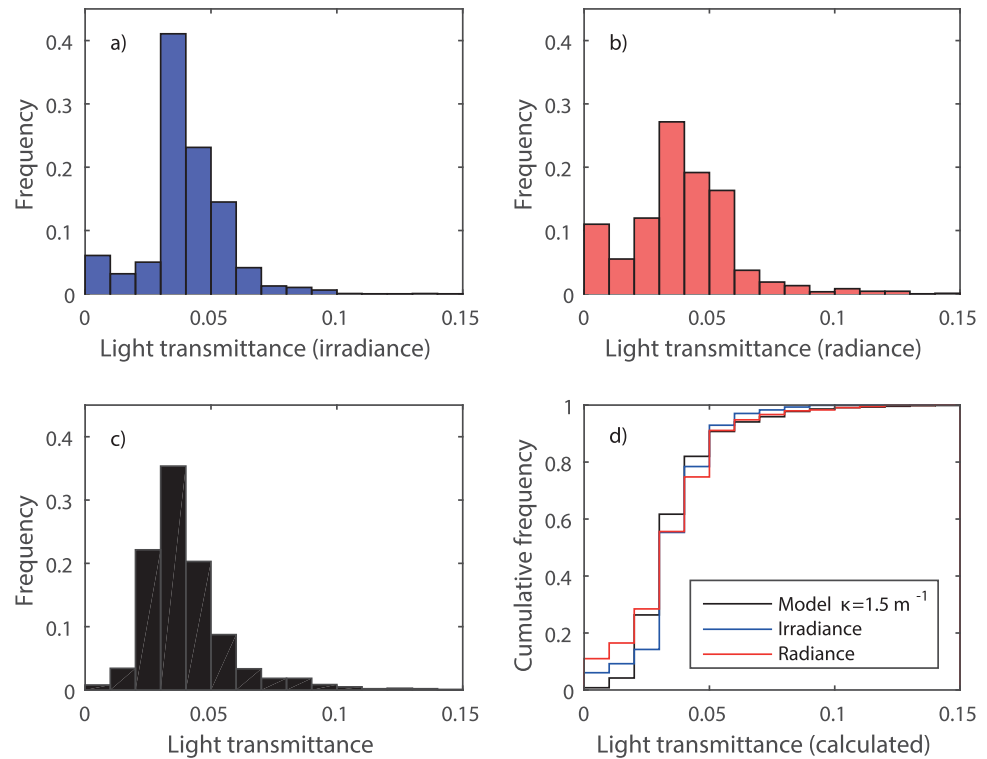 a)
0.4
0.3
0.2
0.1
0
Frequency
0 0.05 0.1 0.15
Light transmittance (irradiance)
b)
0.4
0.3
0.2
0.1
0
Frequency
0 0.05 0.1 0.15
Light transmittance (radiance)
c)
0.4
0.3
0.2
0.1
0
Frequency
0 0.05 0.1 0.15
Light transmittance
d)
1
0.8
0.6
0.4
0.2
0
Cumulative frequency
Model κ=1.5 m⁻¹
Irradiance
Radiance
0 0.05 0.1 0.15
Light transmittance (calculated)